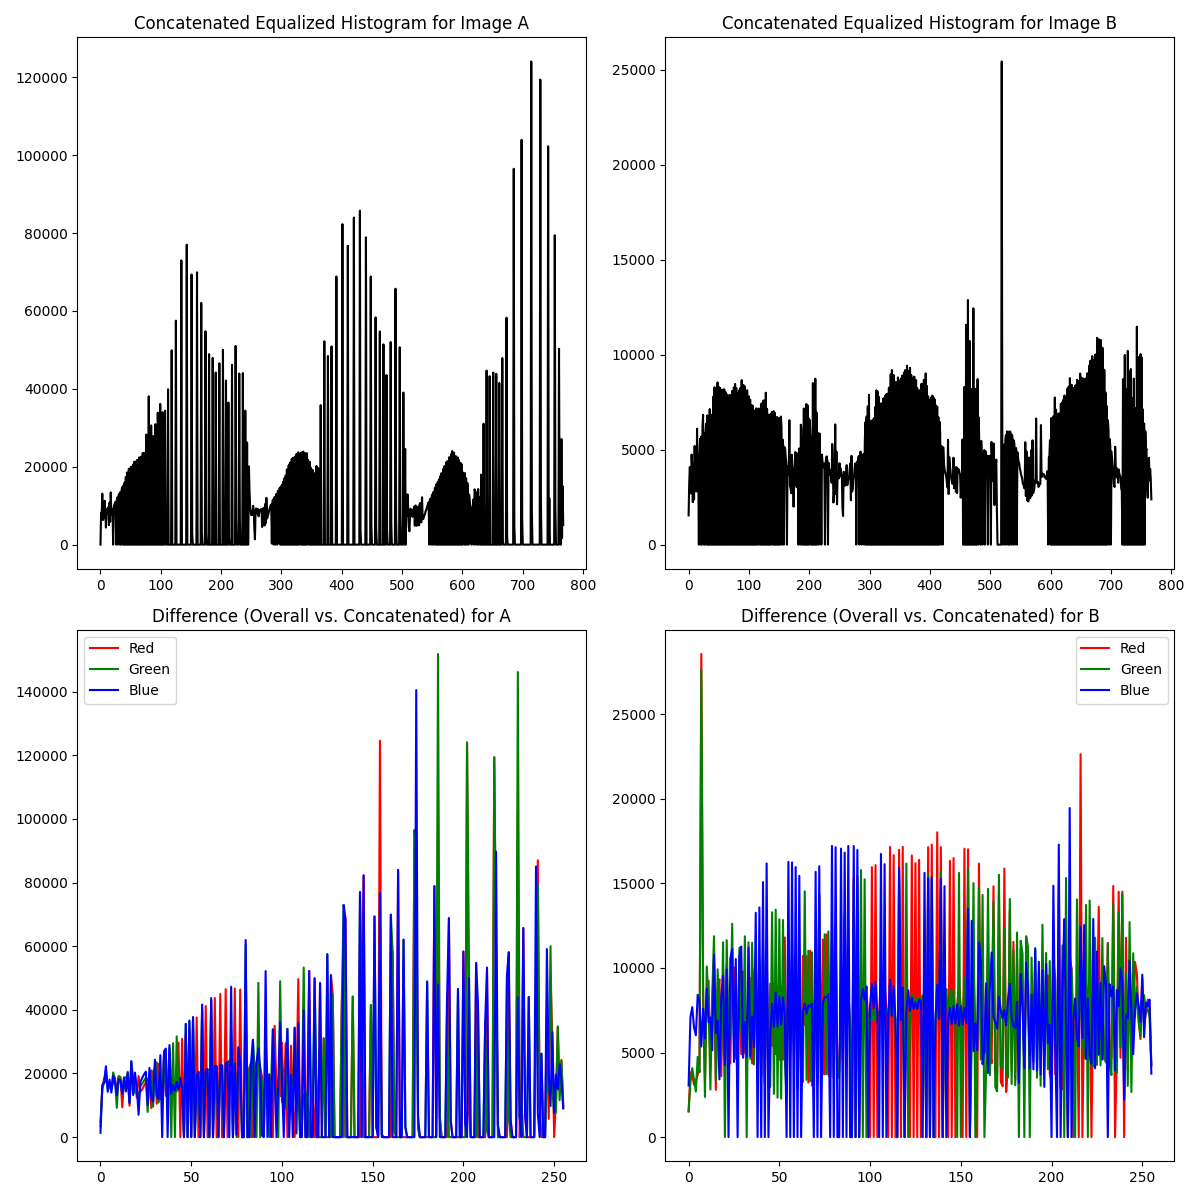 Concatenated Equalized Histogram for Image A
120000
100000
80000
60000
40000
20000
0
0 100 200 300 400 500 600 700 800
Concatenated Equalized Histogram for Image B
25000
20000
15000
10000
5000
0
0 100 200 300 400 500 600 700 800
Difference (Overall vs. Concatenated) for A
Red
Green
Blue
140000
120000
100000
80000
60000
40000
20000
0
0 50 100 150 200 250
Difference (Overall vs. Concatenated) for B
Red
Green
Blue
25000
20000
15000
10000
5000
0
0 50 100 150 200 250